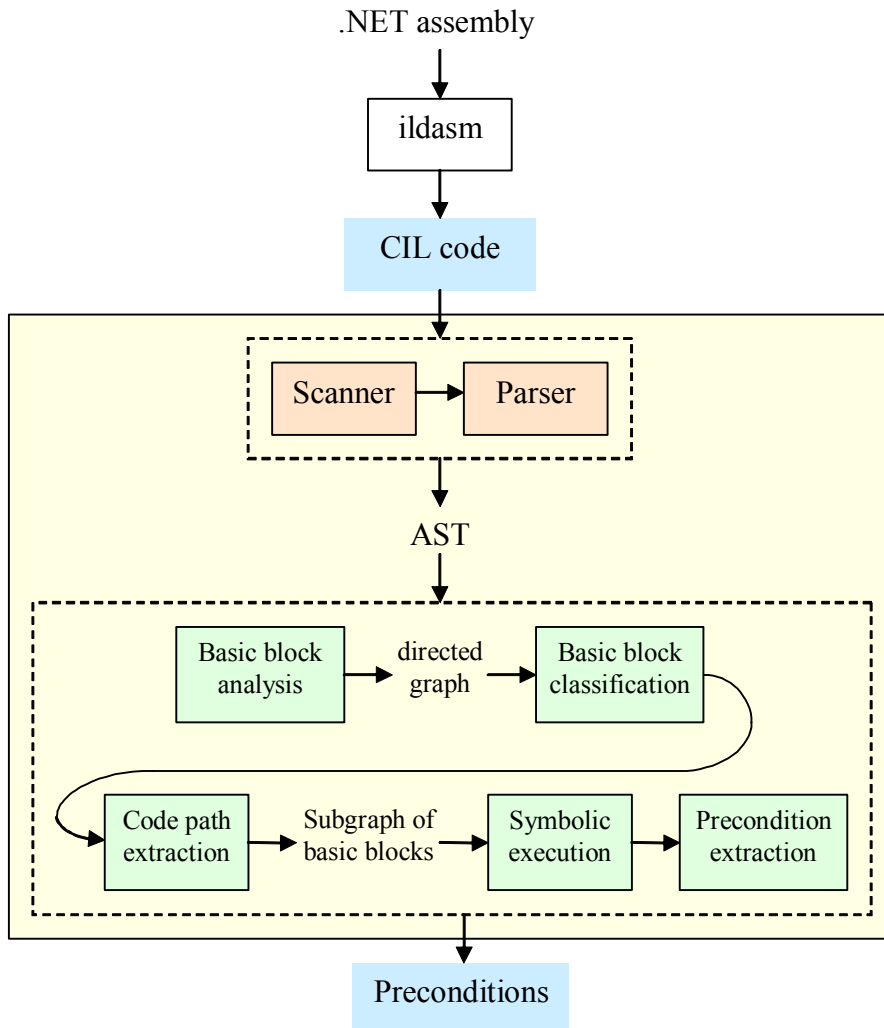 .NET assembly
ildasm
CIL code
Scanner
Parser
AST
Basic block
analysis
directed
graph
Basic block
classification
Code path
extraction
Subgraph of
basic blocks
Symbolic
execution
Precondition
extraction
Preconditions